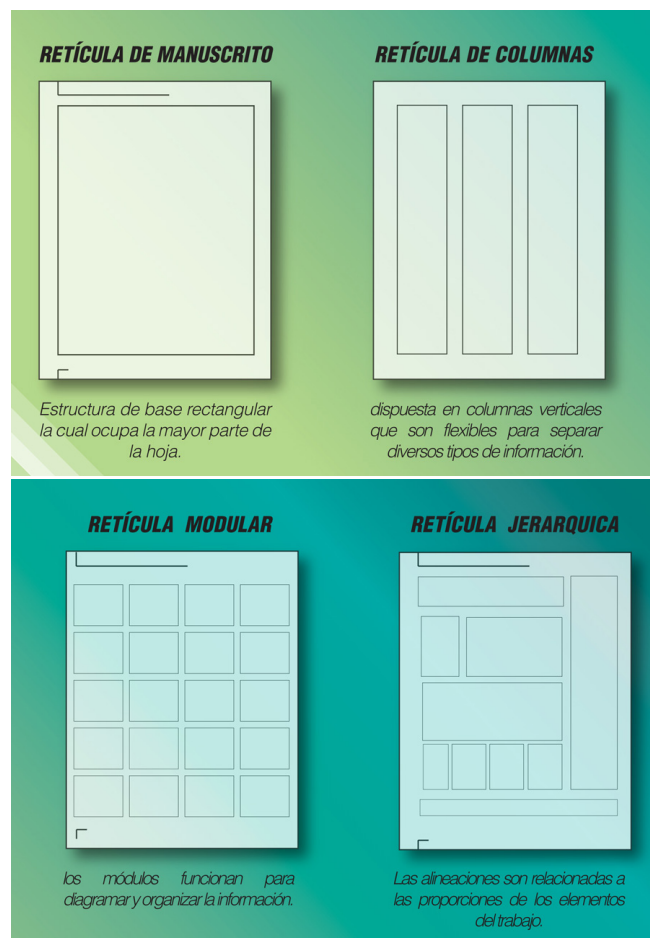 RETÍCULA DE MANUSCRITO
Estructura de base rectangular
la cual ocupa la mayor parte de
la hoja.
RETÍCULA DE COLUMNAS
dispuesta en columnas verticales
que son flexibles para separar
diversos tipos de información.
RETÍCULA MODULAR
los módulos funcionan para
diagramar y organizar la información.
RETÍCULA JERARQUICA
Las alineaciones son relacionadas a
las proporciones de los elementos
del trabajo.